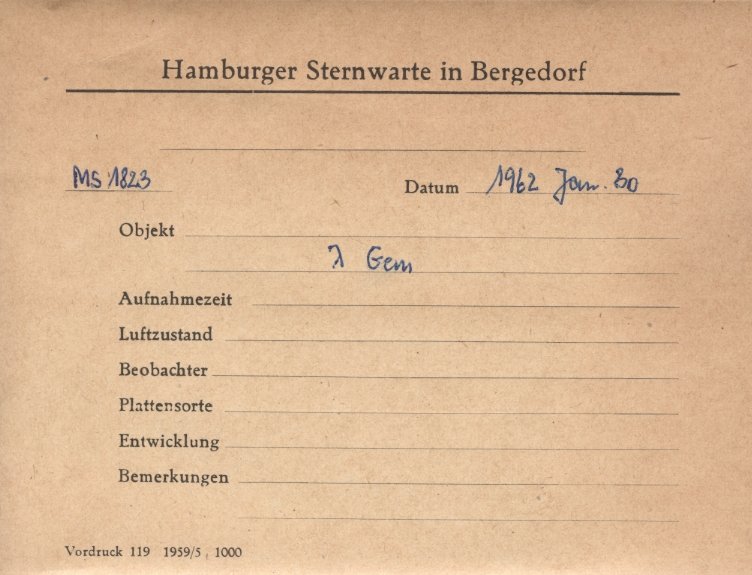 Hamburger Sternwarte in Bergedorf
MS 1823 Datum 1962 Jan. 30
Objekt
λ Gem
Aufnahmezeit
Luftzustand
Beobachter
Plattensorte
Entwicklung
Bemerkungen
Vordruck 119 1959/5 , 1000